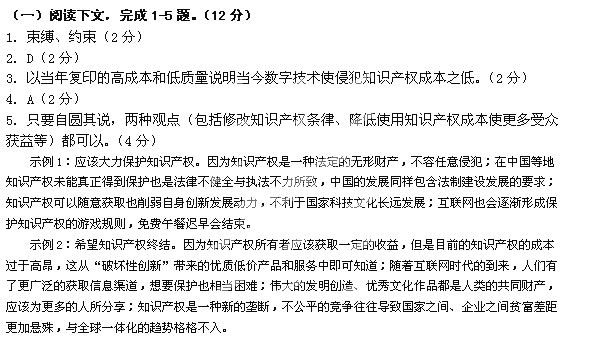 （一）阅读下文，完成1-5题。（12分）
1. 束缚、约束（2分）
2. D（2分）
3. 以当年复印的高成本和低质量说明当今数字技术使侵犯知识产权成本之低。（2分）
4. A（2分）
5. 只要自圆其说，两种观点（包括修改知识产权条律、降低使用知识产权成本使更多受众
获益等）都可以。（4分）
示例1：应该大力保护知识产权。因为知识产权是一种法定的无形财产，不容任意侵犯；在中国等地
知识产权未能真正得到保护也是法律不健全与执法不力所致，中国的发展同样包含法制建设发展的要求；
知识产权可以随意获取也削弱自身创新发展动力，不利于国家科技文化长远发展；互联网也会逐渐形成保
护知识产权的游戏规则，免费午餐迟早会结束。
示例2：希望知识产权终结。因为知识产权所有者应该获取一定的收益，但是目前的知识产权的成本
过于高昂，这从“破坏性创新”带来的优质低价产品和服务中即可知道；随着互联网时代的到来，人们有
了更广泛的获取信息渠道，想要保护也相当困难；伟大的发明创造、优秀文化作品都是人类的共同财产，
应该为更多的人所分享；知识产权是一种新的垄断，不公平的竞争往往导致国家之间、企业之间贫富差距
更加悬殊，与全球一体化的趋势格格不入。